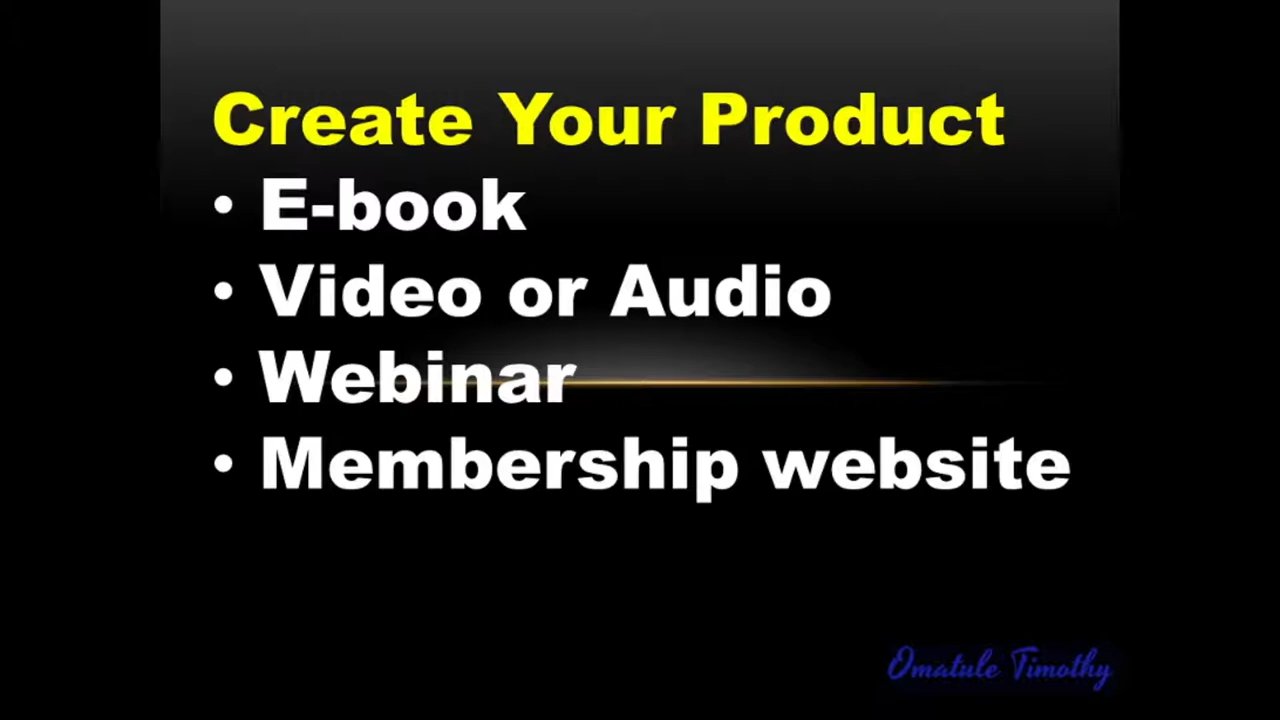 Create Your Product
• E-book
• Video or Audio
• Webinar
• Membership website
Omatule Timothy